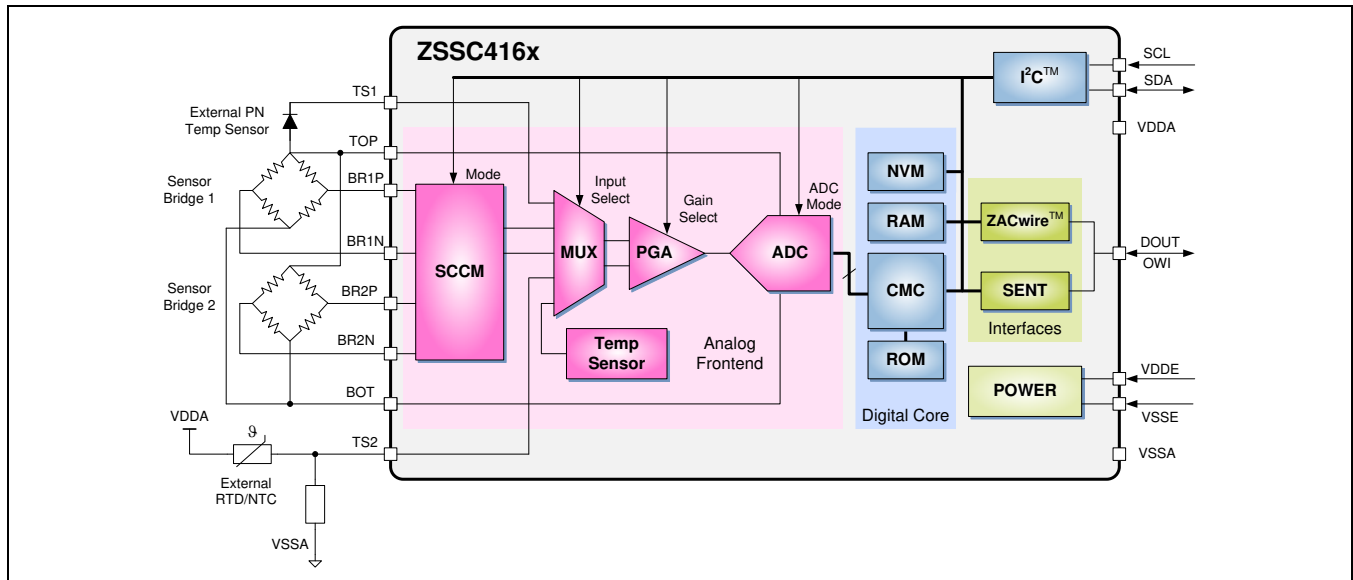 ZSSC416x
I²C™
SCL
SDA
VDDA
TS1
External PN
Temp Sensor
TOP
BR1P
Sensor
Bridge 1
BR1N
Sensor
Bridge 2
BR2P
BR2N
BOT
VDDA
ϑ
TS2
External
RTD/NTC
VSSA
Mode
SCCM
Input
Select
MUX
Gain
Select
PGA
ADC
Mode
ADC
Temp
Sensor
Analog
Frontend
NVM
RAM
CMC
ROM
Digital Core
ZACwire™
SENT
Interfaces
DOUT
OWI
POWER
VDDE
VSSE
VSSA